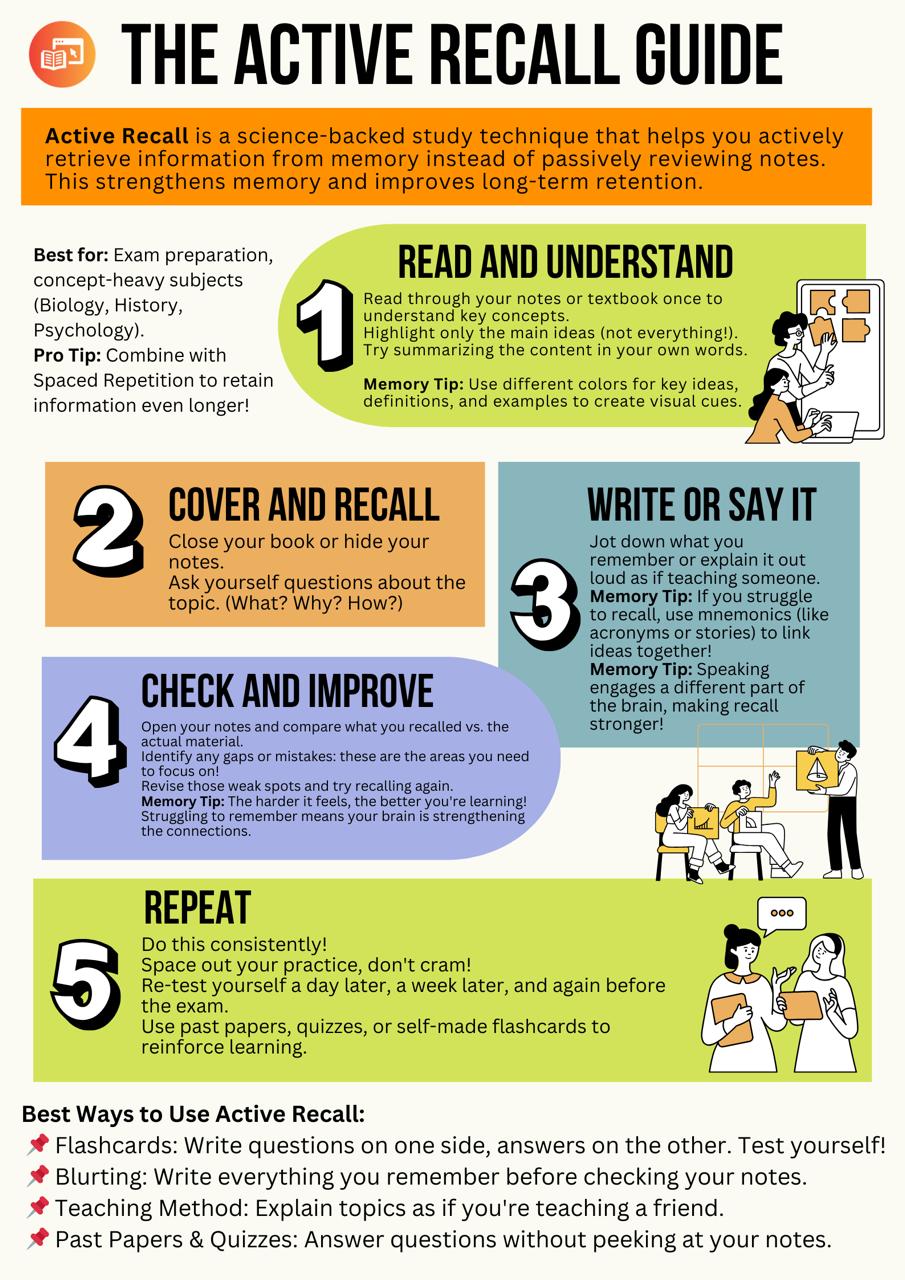 THE ACTIVE RECALL GUIDE
Active Recall is a science-backed study technique that helps you actively
retrieve information from memory instead of passively reviewing notes.
This strengthens memory and improves long-term retention.
Best for: Exam preparation,
concept-heavy subjects
(Biology, History,
Psychology).
Pro Tip: Combine with
Spaced Repetition to retain
information even longer!
1
READ AND UNDERSTAND
Read through your notes or textbook once to
understand key concepts.
Highlight only the main ideas (not everything!).
Try summarizing the content in your own words.
Memory Tip: Use different colors for key ideas,
definitions, and examples to create visual cues.
2
COVER AND RECALL
Close your book or hide your
notes.
Ask yourself questions about the
topic. (What? Why? How?)
3
WRITE OR SAY IT
Jot down what you
remember or explain it out
loud as if teaching someone.
Memory Tip: If you struggle
to recall, use mnemonics (like
acronyms or stories) to link
ideas together!
Memory Tip: Speaking
engages a different part of
the brain, making recall
stronger!
4
CHECK AND IMPROVE
Open your notes and compare what you recalled vs. the
actual material.
Identify any gaps or mistakes: these are the areas you need
to focus on!
Revise those weak spots and try recalling again.
Memory Tip: The harder it feels, the better you're learning!
Struggling to remember means your brain is strengthening
the connections.
5
REPEAT
Do this consistently!
Space out your practice, don't cram!
Re-test yourself a day later, a week later, and again before
the exam.
Use past papers, quizzes, or self-made flashcards to
reinforce learning.
Best Ways to Use Active Recall:
📌 Flashcards: Write questions on one side, answers on the other. Test yourself!
📌 Blurting: Write everything you remember before checking your notes.
📌 Teaching Method: Explain topics as if you're teaching a friend.
📌 Past Papers & Quizzes: Answer questions without peeking at your notes.